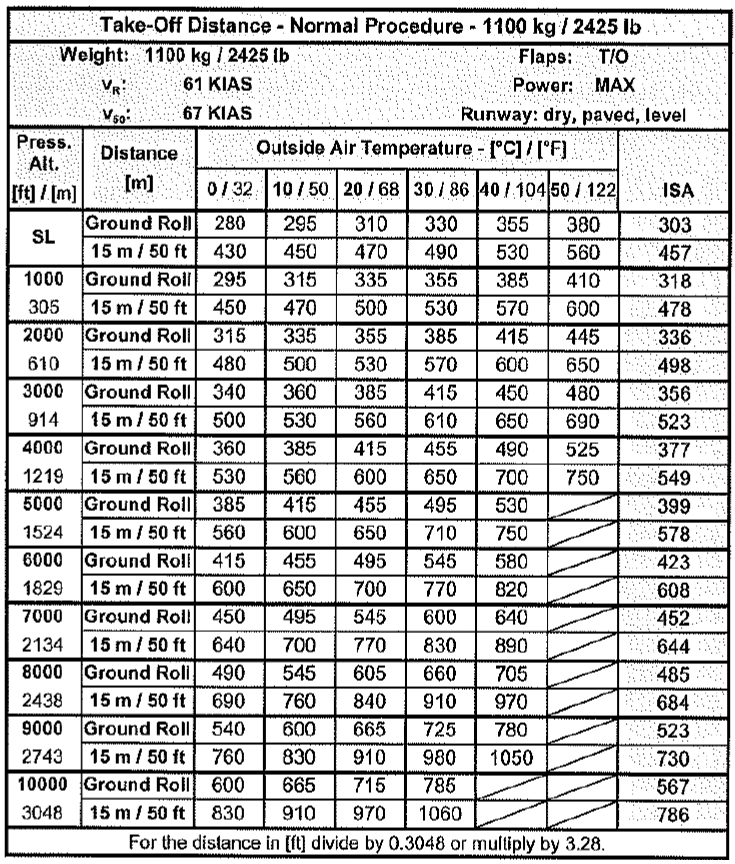 Take-Off Distance - Normal Procedure - 1100 kg / 2425 lb
Weight: 1100 kg / 2425 lb Flaps: T/O
vR: 61 KIAS Power: MAX
v50: 67 KIAS Runway: dry, paved, level
Press. Alt. [ft] / [m] Distance [m] Outside Air Temperature - [°C] / [°F] ISA
0 / 32 10 / 50 20 / 68 30 / 86 40 / 104 50 / 122
SL Ground Roll 280 295 310 330 355 380 303
15 m / 50 ft 430 450 470 490 530 560 457
1000 Ground Roll 295 315 335 355 385 410 318
305 15 m / 50 ft 450 470 500 530 570 600 478
2000 Ground Roll 315 335 355 385 415 445 336
610 15 m / 50 ft 480 500 530 570 600 650 498
3000 Ground Roll 340 360 385 415 450 480 356
914 15 m / 50 ft 500 530 560 610 650 690 523
4000 Ground Roll 360 385 415 455 490 525 377
1219 15 m / 50 ft 530 560 600 650 700 750 549
5000 Ground Roll 385 415 455 495 530 399
1524 15 m / 50 ft 560 600 650 710 750 578
6000 Ground Roll 415 455 495 545 580 423
1829 15 m / 50 ft 600 650 700 770 820 608
7000 Ground Roll 450 495 545 600 640 452
2134 15 m / 50 ft 640 700 770 830 890 644
8000 Ground Roll 490 545 605 660 705 485
2438 15 m / 50 ft 690 760 840 910 970 684
9000 Ground Roll 540 600 665 725 780 523
2743 15 m / 50 ft 760 830 910 980 1050 730
10000 Ground Roll 600 665 715 785 567
3048 15 m / 50 ft 830 910 970 1060 786
For the distance in [ft] divide by 0.3048 or multiply by 3.28.